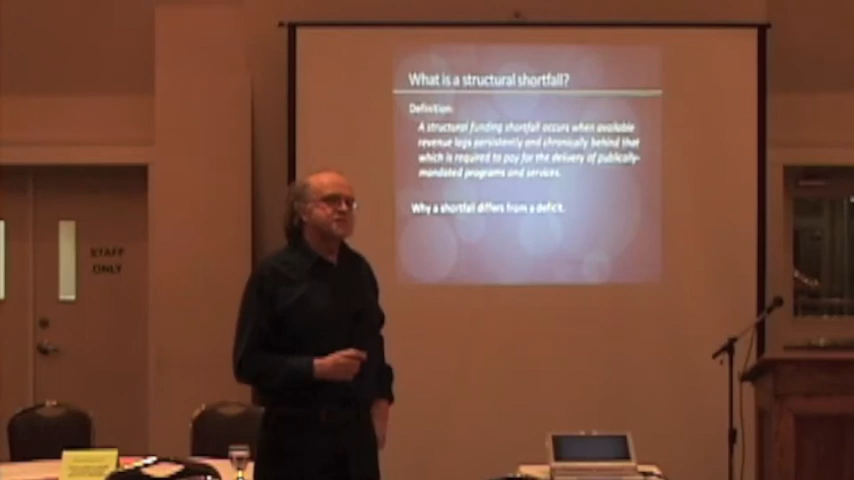 What is a structural shortfall?
Definition:
A structural funding shortfall occurs when available
revenue lags persistently and chronically behind that
which is required to pay for the delivery of publically-
mandated programs and services.
Why a shortfall differs from a deficit.
STAFF
ONLY